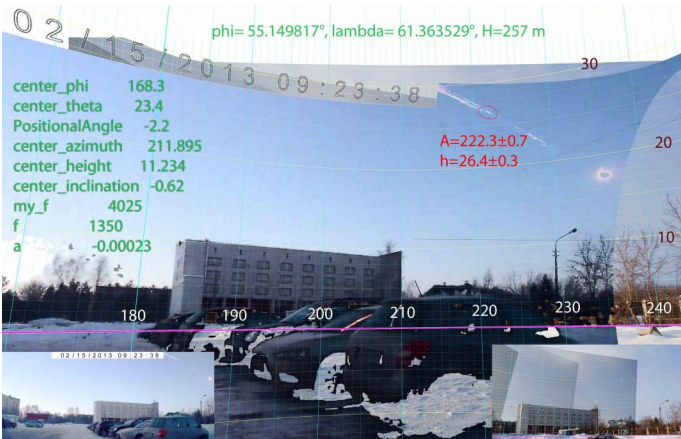 phi= 55.149817°, lambda= 61.363529°, H=257 m
02/15/2013 09:23:38
30
center_phi 168.3
center_theta 23.4
PositionalAngle -2.2
center_azimuth 211.895
center_height 11.234
center_inclination -0.62
my_f 4025
f 1350
a -0.00023
A=222.3±0.7
h=26.4±0.3
20
10
180 190 200 210 220 230 240
02/15/2013 09:23:38